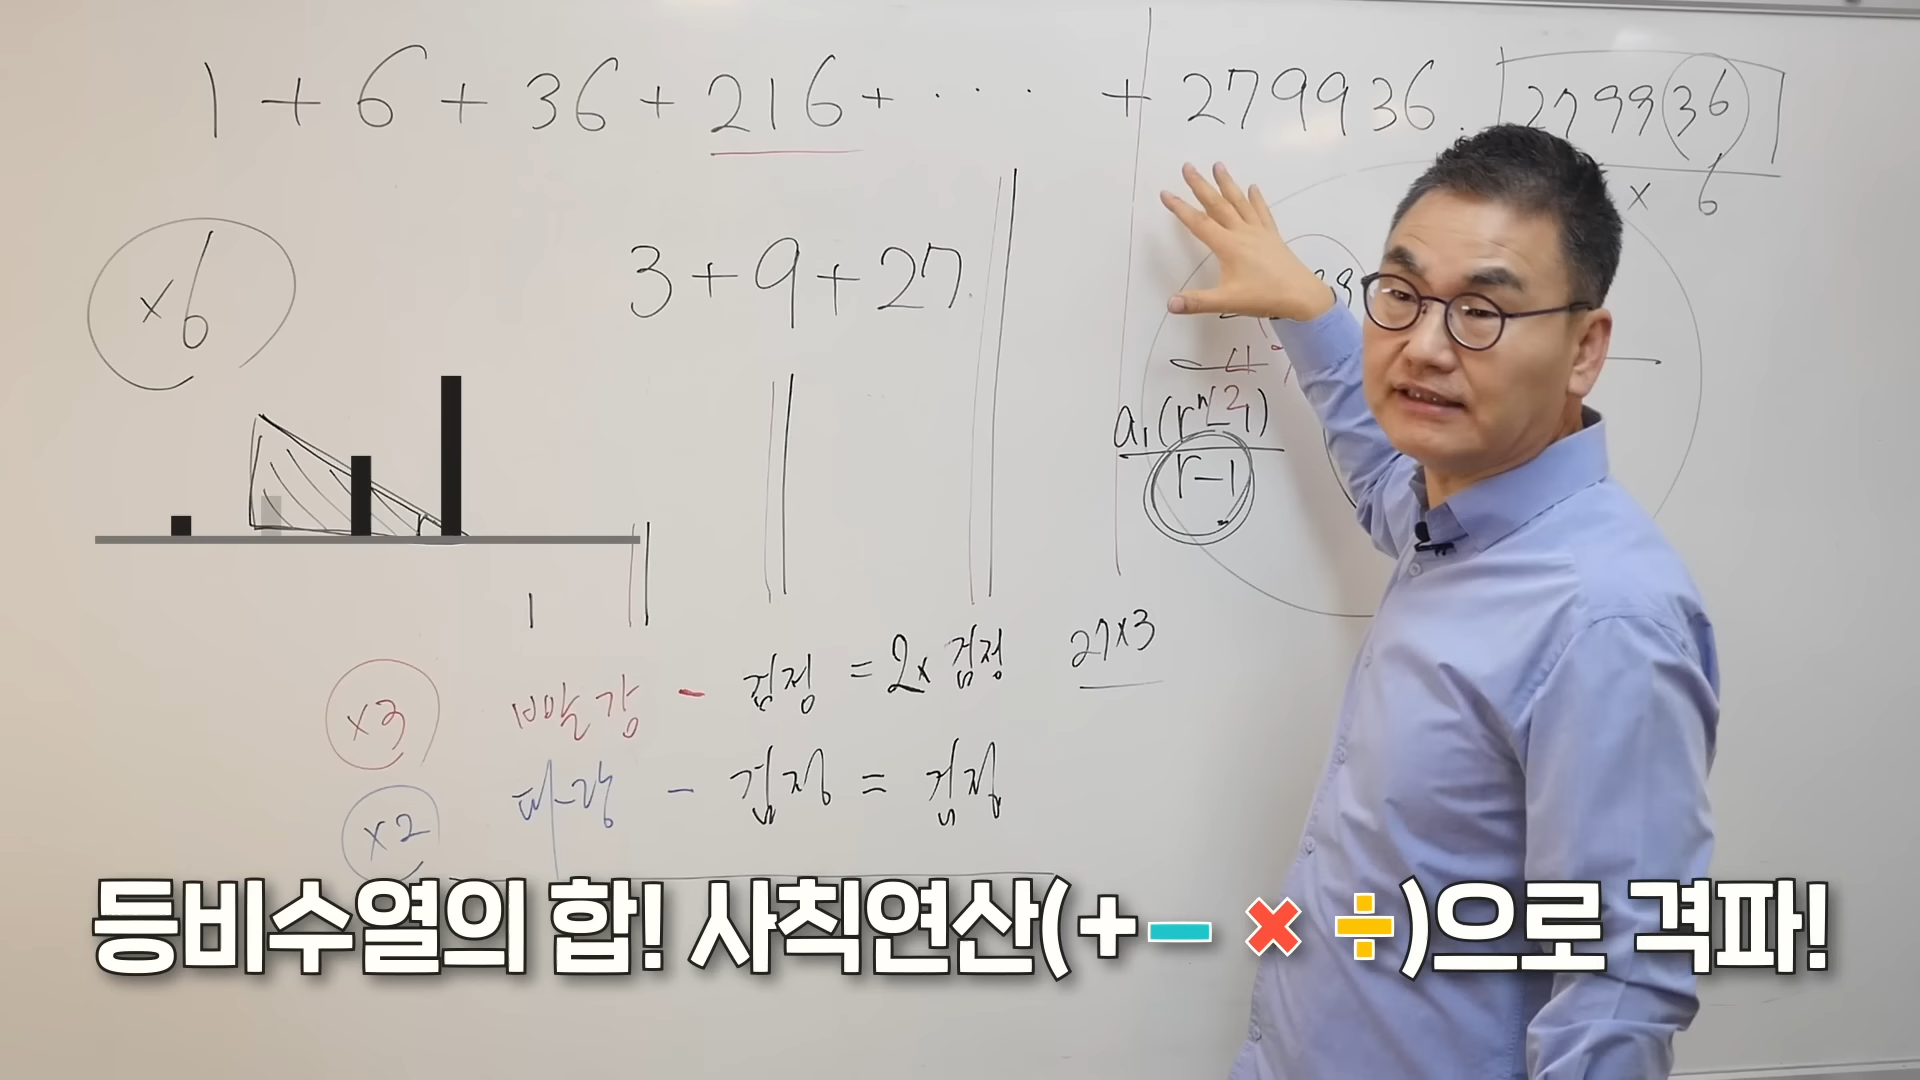 1 + 6 + 36 + 216 + · · · + 279936.
279936
× 6
×6
3 + 9 + 27.
a₁(rⁿ-1)
r-1
2
1
×3 빨강 - 검정 = 2× 검정 27×3
×2 파랑 - 검정 = 검정
등비수열의 합! 사칙연산(+ - × ÷)으로 격파!